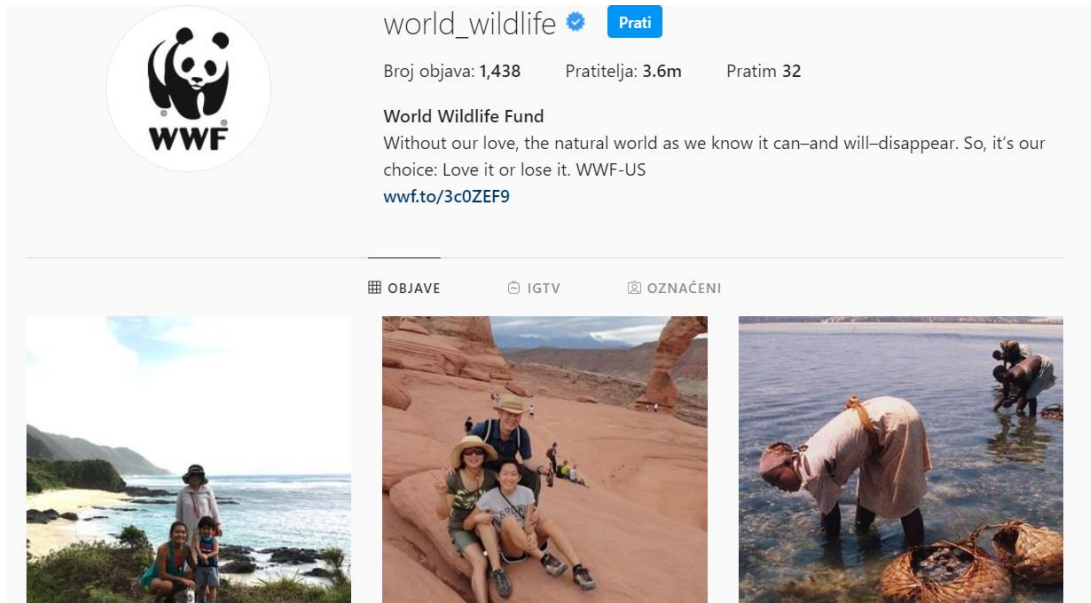 WWF
world_wildlife
Prati
Broj objava: 1,438 Pratitelja: 3.6m Pratim 32
World Wildlife Fund
Without our love, the natural world as we know it can–and will–disappear. So, it's our
choice: Love it or lose it. WWF-US
wwf.to/3c0ZEF9
OBJAVE IGTV OZNAČENI